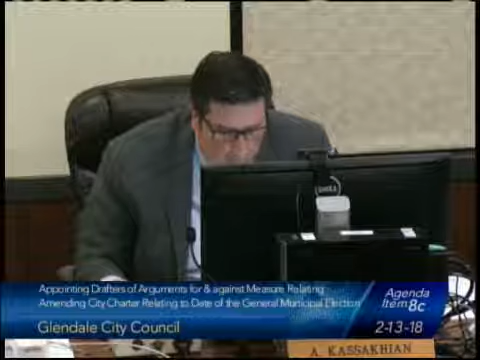 DELL
Appointing Drafters of Arguments for & against Measure Relating
Amending City Charter Relating to Date of the General Municipal Election
Agenda
Item 8c
Glendale City Council
2-13-18
A. KASSAKHIAN